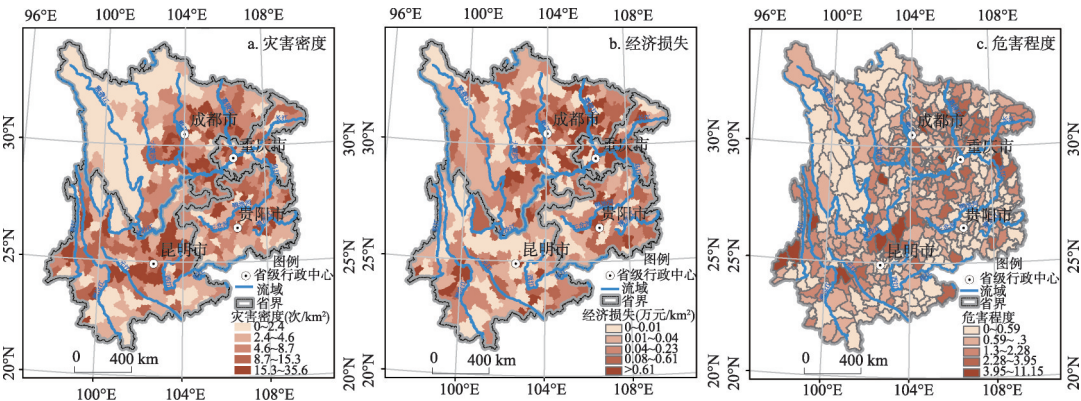 96°E 100°E 104°E 108°E
a. 灾害密度
30°N
25°N
20°N
成都市
重庆市
贵阳市
昆明市
图例
省级行政中心
流域
省界
灾害密度(次/km²)
0~2.4
2.4~4.6
4.6~8.7
8.7~15.3
15.3~35.6
0 400 km
100°E 104°E 108°E
96°E 100°E 104°E 108°E
b. 经济损失
30°N
25°N
20°N
成都市
重庆市
贵阳市
昆明市
图例
省级行政中心
流域
省界
经济损失(万元/km²)
0~0.01
0.01~0.04
0.04~0.23
0.08~0.61
>0.61
0 400 km
100°E 104°E 108°E
96°E 100°E 104°E 108°E
c. 危害程度
30°N
25°N
20°N
成都市
重庆市
贵阳市
昆明市
图例
省级行政中心
流域
省界
危害程度
0~0.59
0.59~ .3
1.3~2.28
2.28~3.95
3.95~11.15
0 400 km
100°E 104°E 108°E
30°N
25°N
20°N